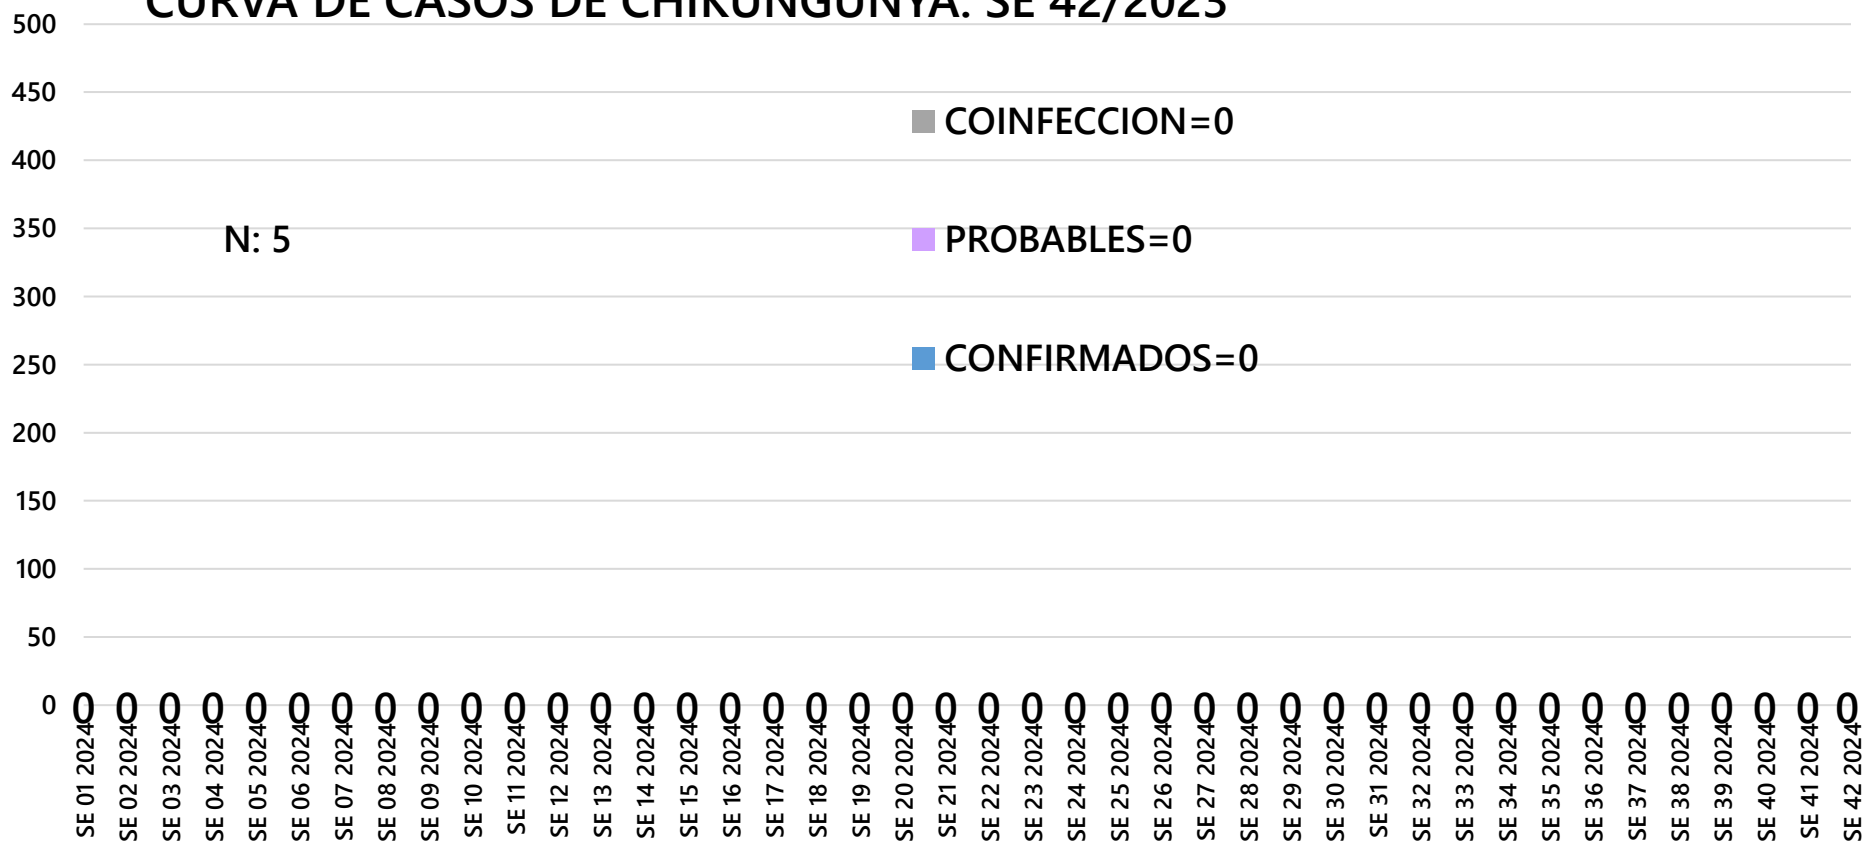 CURVA DE CASOS DE CHIKUNGUNYA. SE 42/2023
500
450
400
350
300
250
200
150
100
50
0
COINFECCION=0
N: 5
PROBABLES=0
CONFIRMADOS=0
0 0 0 0 0 0 0 0 0 0 0 0 0 0 0 0 0 0 0 0 0 0 0 0 0 0 0 0 0 0 0 0 0 0 0 0 0 0 0 0 0 0
SE 01 2024
SE 02 2024
SE 03 2024
SE 04 2024
SE 05 2024
SE 06 2024
SE 07 2024
SE 08 2024
SE 09 2024
SE 10 2024
SE 11 2024
SE 12 2024
SE 13 2024
SE 14 2024
SE 15 2024
SE 16 2024
SE 17 2024
SE 18 2024
SE 19 2024
SE 20 2024
SE 21 2024
SE 22 2024
SE 23 2024
SE 24 2024
SE 25 2024
SE 26 2024
SE 27 2024
SE 28 2024
SE 29 2024
SE 30 2024
SE 31 2024
SE 32 2024
SE 33 2024
SE 34 2024
SE 35 2024
SE 36 2024
SE 37 2024
SE 38 2024
SE 39 2024
SE 40 2024
SE 41 2024
SE 42 2024